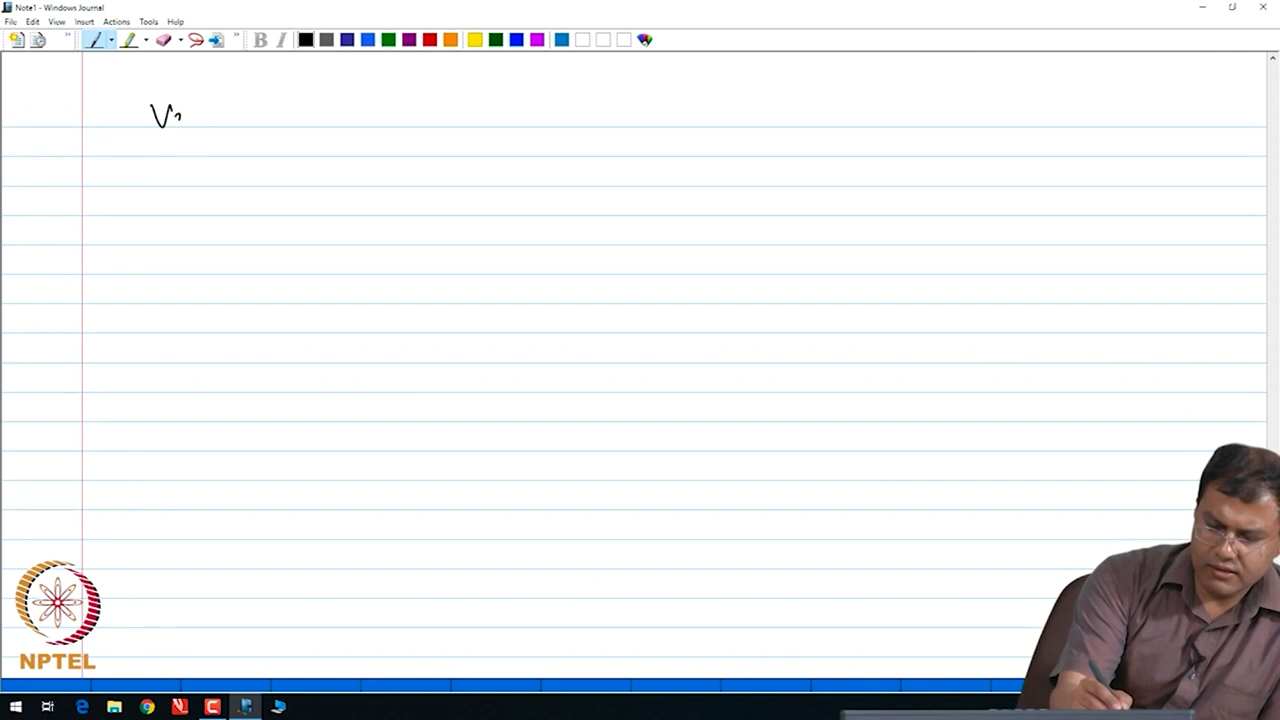 Note1 - Windows Journal
File Edit View Insert Actions Tools Help
B I
NPTEL